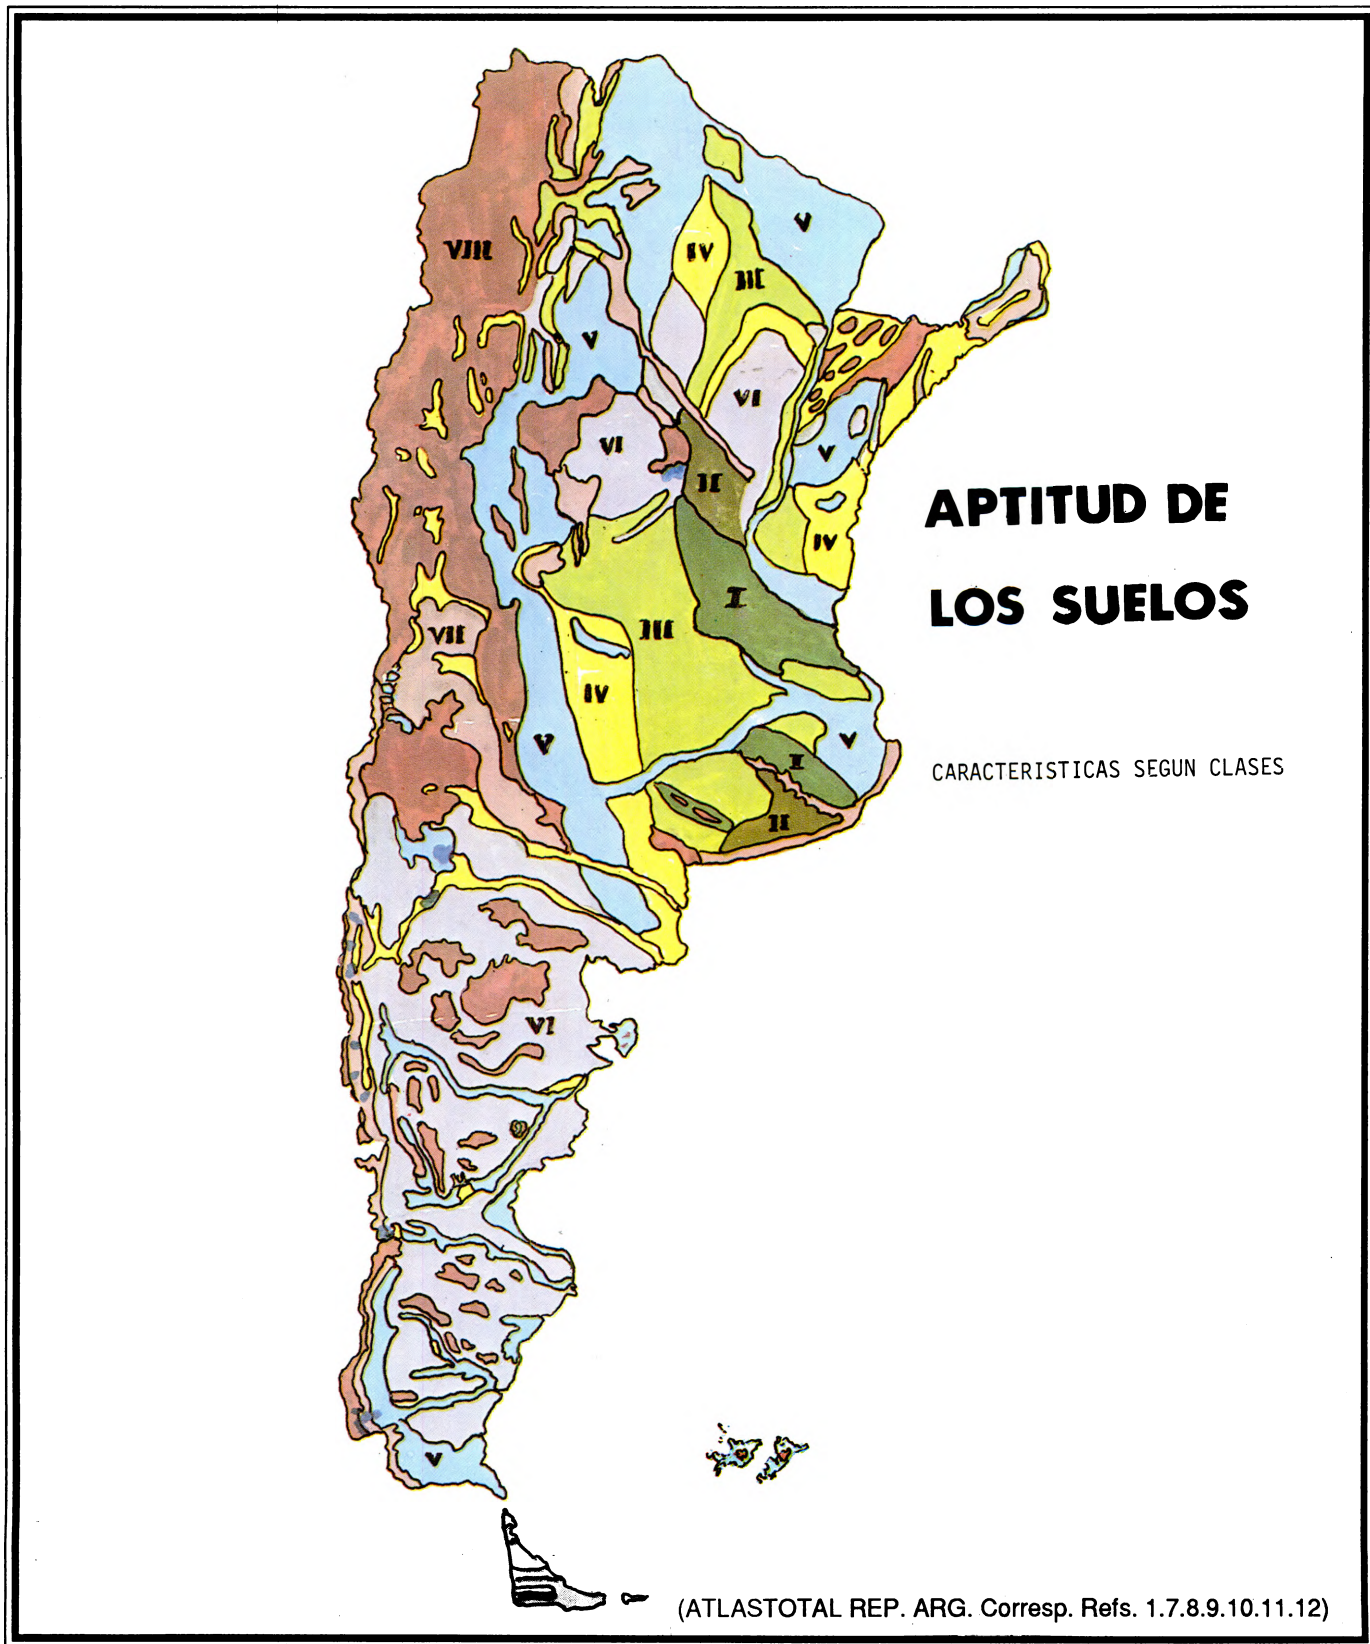 V
VIII
IV
III
V
VI
VI
V
II
APTITUD DE
IV
I
LOS SUELOS
VII
III
IV
V
V
I
CARACTERISTICAS SEGUN CLASES
II
VI
V
(ATLASTOTAL REP. ARG. Corresp. Refs. 1.7.8.9.10.11.12)